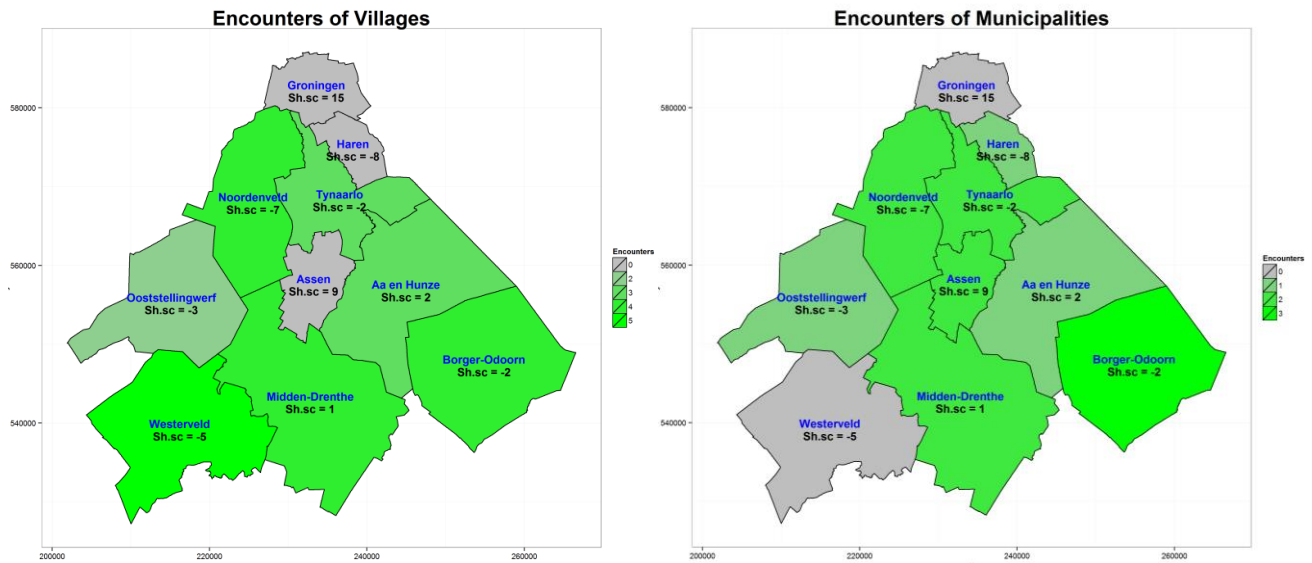 Encounters of Villages
580000
560000
540000
200000
220000
240000
260000
Groningen
Sh.sc = 15
Haren
Sh.sc = -8
Noordenveld
Sh.sc = -7
Tynaarlo
Sh.sc = -2
Assen
Sh.sc = 9
Aa en Hunze
Sh.sc = 2
Ooststellingwerf
Sh.sc = -3
Borger-Odoorn
Sh.sc = -2
Midden-Drenthe
Sh.sc = 1
Westerveld
Sh.sc = -5
Encounters
0
2
3
4
5
Encounters of Municipalities
580000
560000
540000
200000
220000
240000
260000
Groningen
Sh.sc = 15
Haren
Sh.sc = -8
Noordenveld
Sh.sc = -7
Tynaarlo
Sh.sc = -2
Assen
Sh.sc = 9
Aa en Hunze
Sh.sc = 2
Ooststellingwerf
Sh.sc = -3
Borger-Odoorn
Sh.sc = -2
Midden-Drenthe
Sh.sc = 1
Westerveld
Sh.sc = -5
Encounters
0
1
2
3